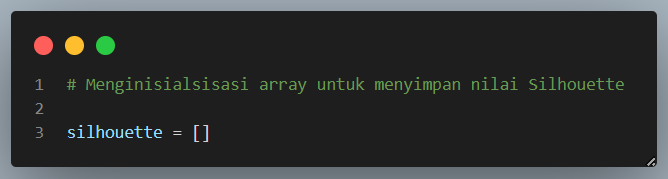 1 # Menginisialsisasi array untuk menyimpan nilai Silhouette
2
3 silhouette = []